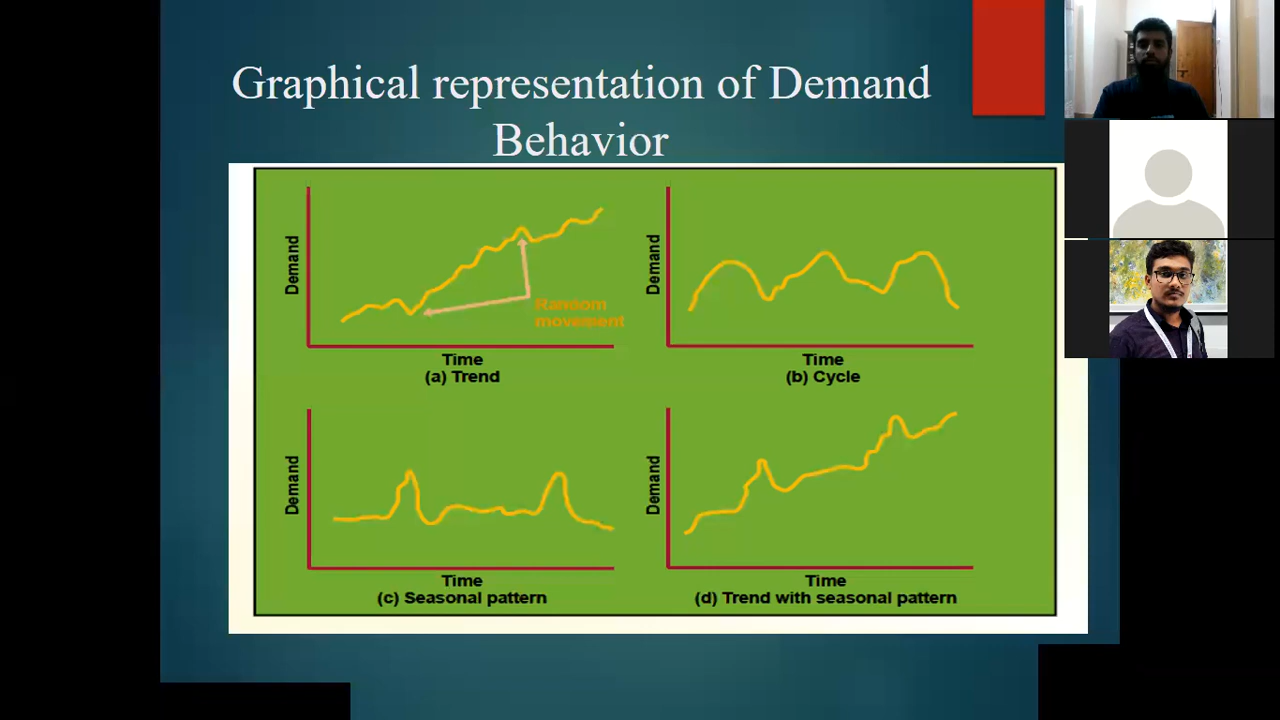 Graphical representation of Demand
Behavior
Demand
Random
movement
Time
(a) Trend
Demand
Time
(b) Cycle
Demand
Time
(c) Seasonal pattern
Demand
Time
(d) Trend with seasonal pattern